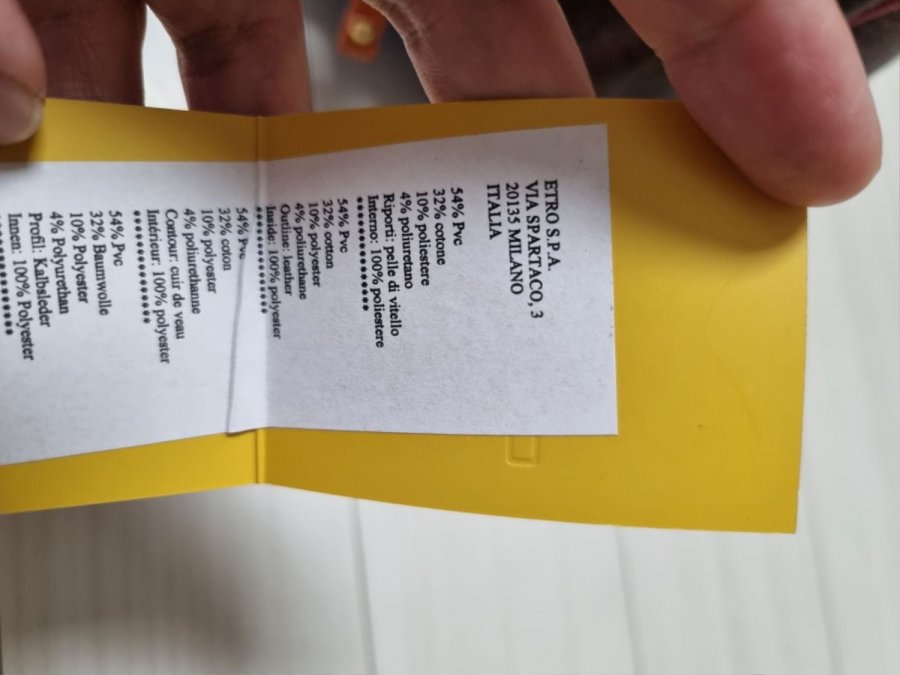 ETRO S.P.A.
VIA SPARTACO, 3
20135 MILANO
ITALIA
54% Pvc
32% cotone
10% poliestere
4% poliuretano
Riporti: pelle di vitello
Interno: 100% poliestere
****************
54% Pvc
32% cotton
10% polyester
4% poliurethane
Outline: leather
Inside: 100% polyester
****************
54% Pvc
32% coton
10% polyester
4% poliurethanne
Contour: cuir de veau
Intérieur: 100% polyester
****************
54% Pvc
32% Baumwolle
10% Polyester
4% Polyurethan
Profil: Kalbsleder
Innen: 100% Polyester
****************